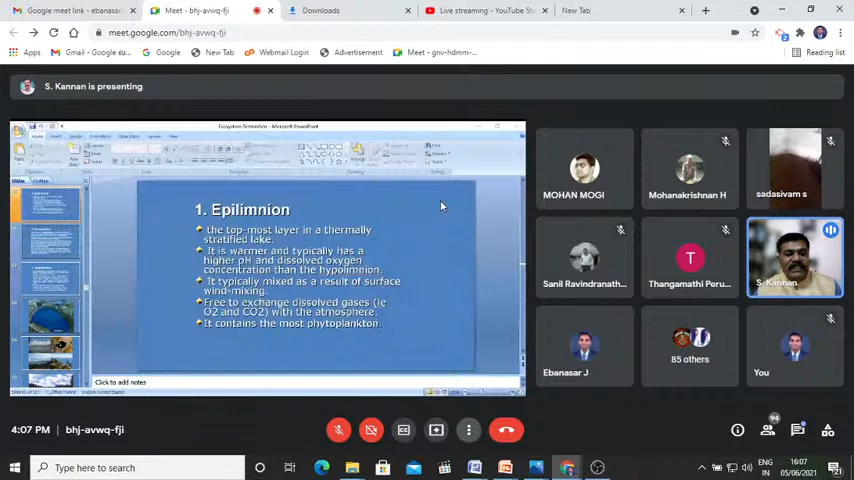 Google meet link - ebanasar
Meet - bhj-avwq-fji
Downloads
Live streaming - YouTube St
New Tab
meet.google.com/bhj-avwq-fji
Apps
Gmail - Google Me...
Google
New Tab
Advertisement
Meet - gnv-hdmm-...
Reading list
S. Kannan is presenting
Microsoft PowerPoint
1. Epilimnion
the top-most layer in a thermally
stratified lake.
It is warmer and typically has a
higher pH and dissolved oxygen
concentration than the hypolimnion.
It typically mixed as a result of surface
wind-mixing.
Free to exchange dissolved gases (ie
O2 and CO2) with the atmosphere.
It contains the most phytoplankton.
Click to add notes
MOHAN MOGI
Mohanakrishnan H
sadasivam s
Sanil Ravindranath...
T
Thangamathi Peru...
S. Kannan
Ebanasar J
85 others
You
4:07 PM
bhj-avwq-fji
94
Type here to search
ENG
IN
16:07
05/06/2021
21